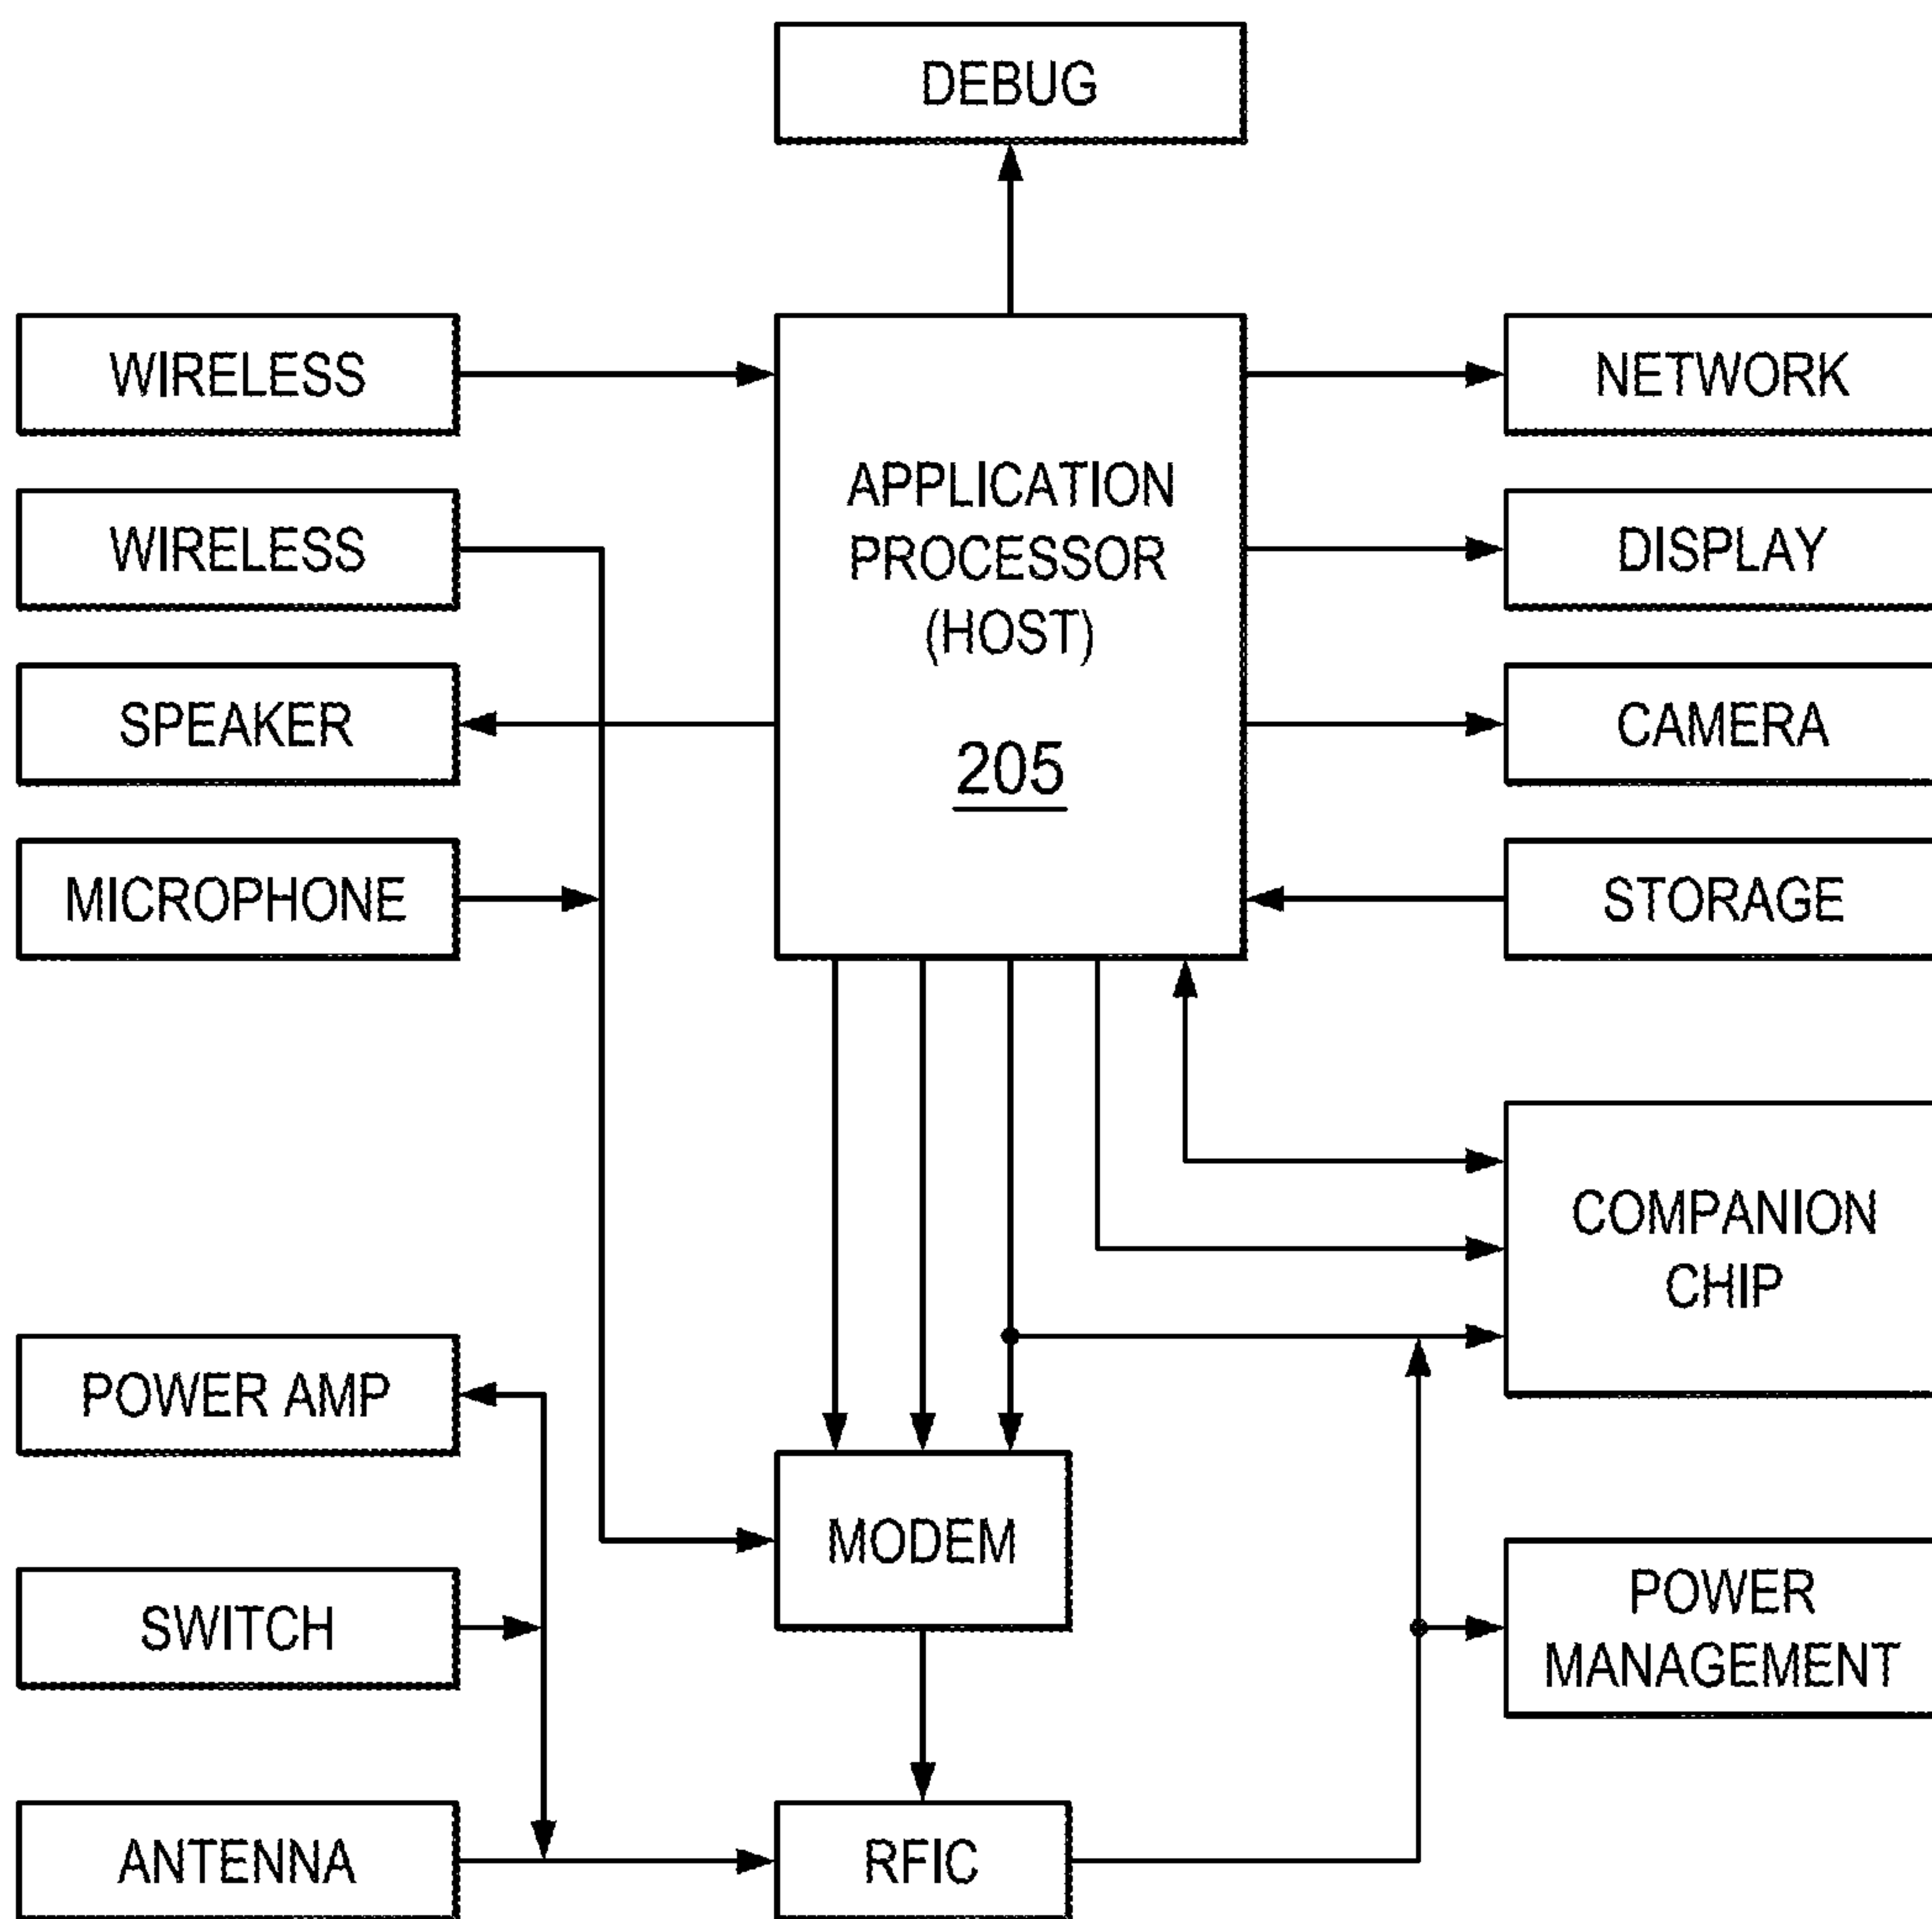 DEBUG
WIRELESS
NETWORK
APPLICATION
PROCESSOR
(HOST)
205
WIRELESS
DISPLAY
SPEAKER
CAMERA
MICROPHONE
STORAGE
COMPANION
CHIP
POWER AMP
MODEM
SWITCH
POWER
MANAGEMENT
ANTENNA
RFIC